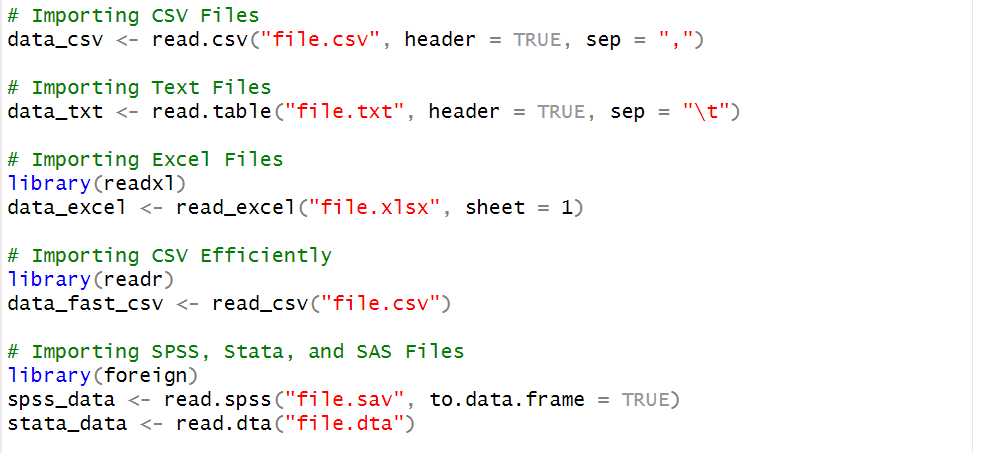 # Importing CSV Files
data_csv <- read.csv("file.csv", header = TRUE, sep = ",")
# Importing Text Files
data_txt <- read.table("file.txt", header = TRUE, sep = "\t")
# Importing Excel Files
library(readxl)
data_excel <- read_excel("file.xlsx", sheet = 1)
# Importing CSV Efficiently
library(readr)
data_fast_csv <- read_csv("file.csv")
# Importing SPSS, Stata, and SAS Files
library(foreign)
spss_data <- read.spss("file.sav", to.data.frame = TRUE)
stata_data <- read.dta("file.dta")